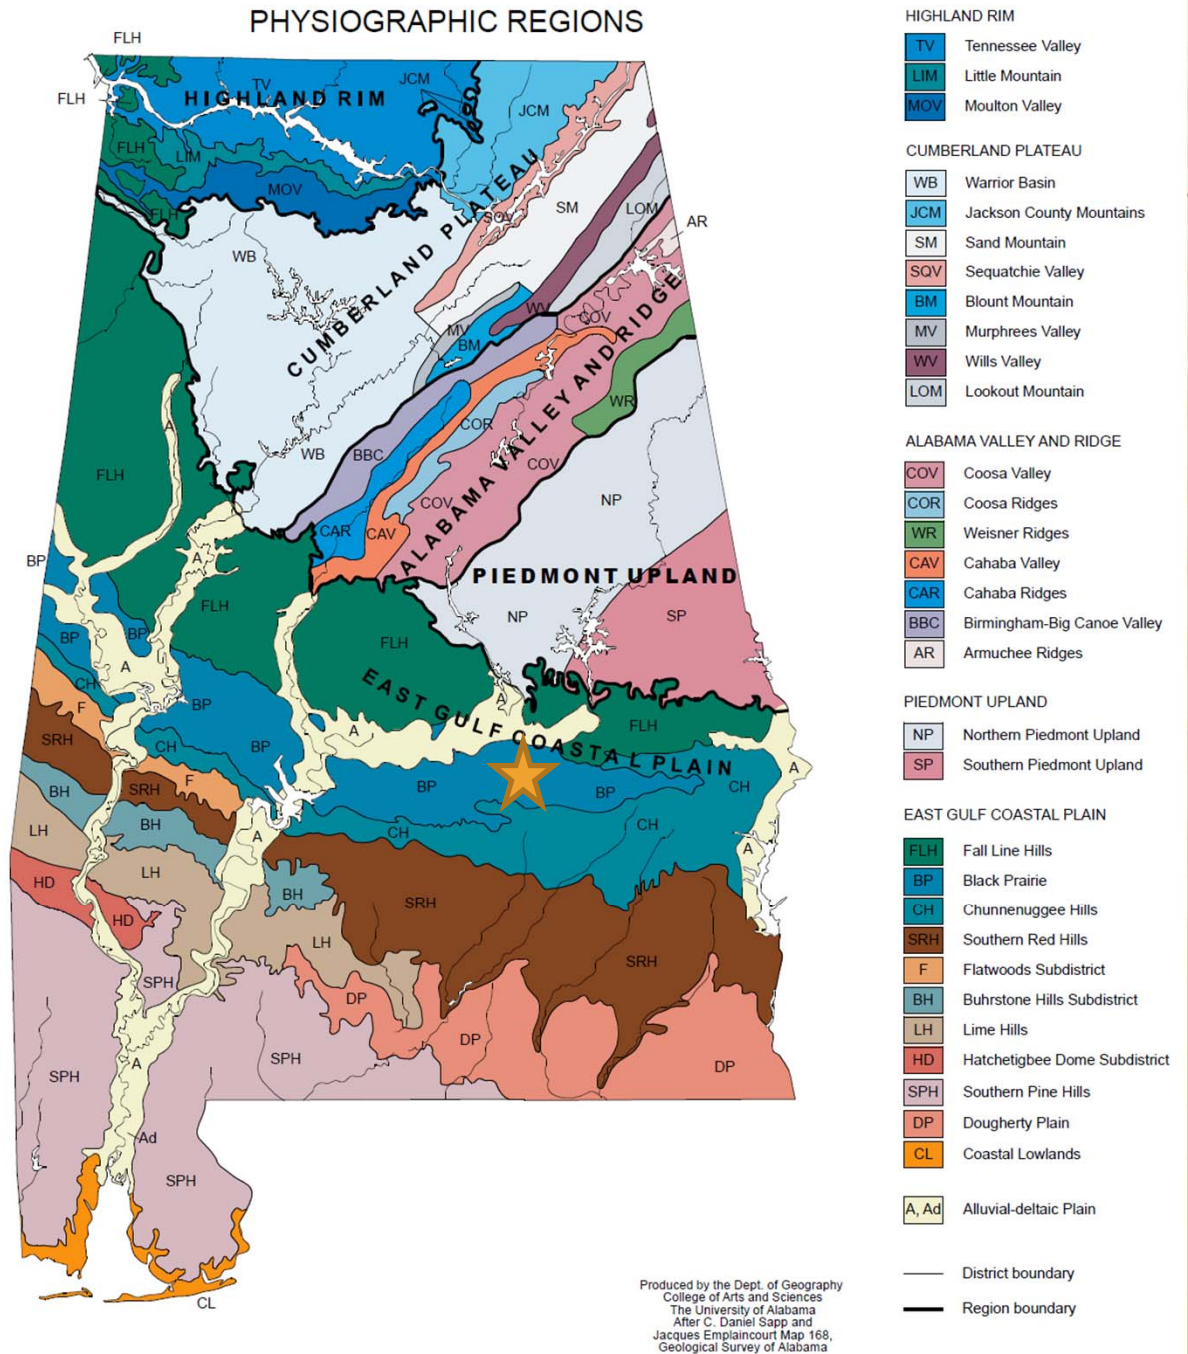 PHYSIOGRAPHIC REGIONS
FLH
FLH
TV
JCM
HIGHLAND RIM
JCM
FLH
LIM
MOV
FLH
SQV
SM
LOM
AR
WB
CUMBERLAND PLATEAU
WV
COV
MV
BM
WR
COR
ALABAMA VALLEY AND RIDGE
A
BBC
WB
COV
FLH
NP
COV
CAR
CAV
A
BP
PIEDMONT UPLAND
FLH
NP
SP
BP
BP
FLH
A
CH
EAST GULF COASTAL PLAIN
F
BP
A
FLH
SRH
CH
BP
A
A
F
BP
BP
CH
BH
SRH
LH
BH
A
CH
CH
A
LH
HD
BH
SRH
HD
LH
SRH
SPH
DP
DP
SPH
DP
A
SPH
Ad
SPH
CL
HIGHLAND RIM
TV Tennessee Valley
LIM Little Mountain
MOV Moulton Valley
CUMBERLAND PLATEAU
WB Warrior Basin
JCM Jackson County Mountains
SM Sand Mountain
SQV Sequatchie Valley
BM Blount Mountain
MV Murphrees Valley
WV Wills Valley
LOM Lookout Mountain
ALABAMA VALLEY AND RIDGE
COV Coosa Valley
COR Coosa Ridges
WR Weisner Ridges
CAV Cahaba Valley
CAR Cahaba Ridges
BBC Birmingham-Big Canoe Valley
AR Armuchee Ridges
PIEDMONT UPLAND
NP Northern Piedmont Upland
SP Southern Piedmont Upland
EAST GULF COASTAL PLAIN
FLH Fall Line Hills
BP Black Prairie
CH Chunnenuggee Hills
SRH Southern Red Hills
F Flatwoods Subdistrict
BH Buhrstone Hills Subdistrict
LH Lime Hills
HD Hatchetigbee Dome Subdistrict
SPH Southern Pine Hills
DP Dougherty Plain
CL Coastal Lowlands
A, Ad Alluvial-deltaic Plain
District boundary
Region boundary
Produced by the Dept. of Geography
College of Arts and Sciences
The University of Alabama
After C. Daniel Sapp and
Jacques Emplaincourt Map 168,
Geological Survey of Alabama